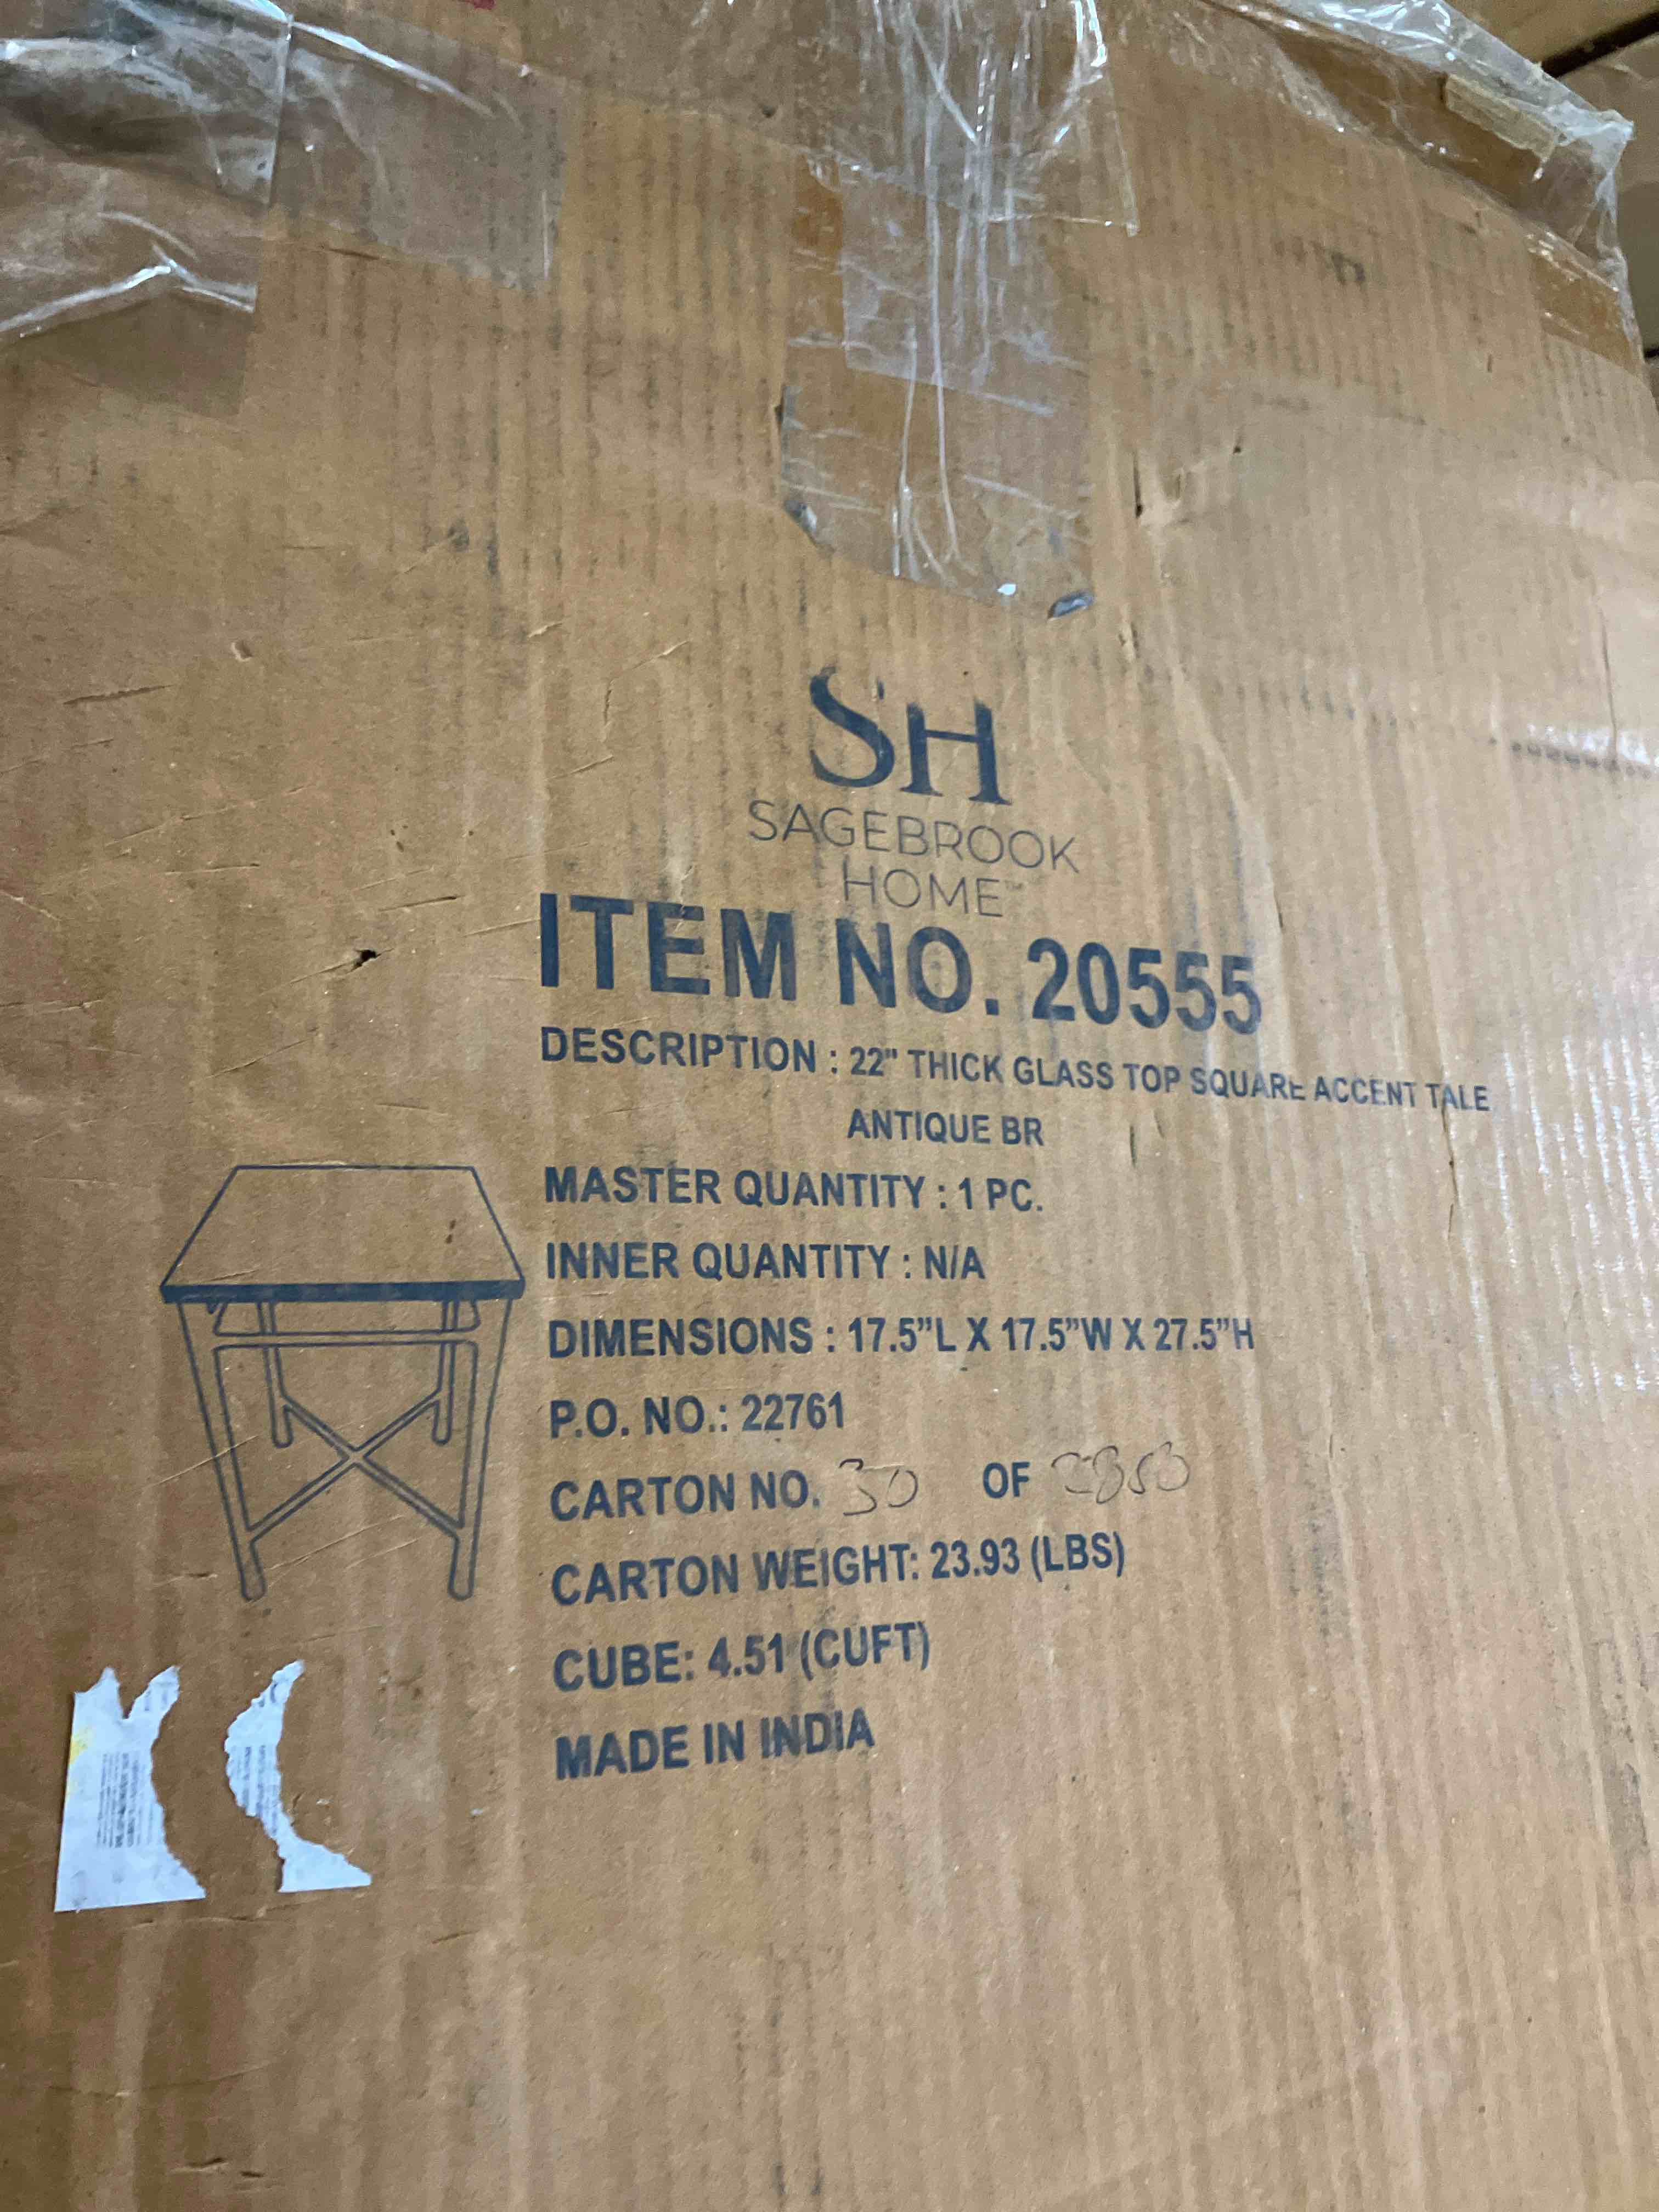 SH
SAGEBROOK
HOME™
ITEM NO. 20555
DESCRIPTION : 22" THICK GLASS TOP SQUARE ACCENT TALE
ANTIQUE BR
MASTER QUANTITY : 1 PC.
INNER QUANTITY : N/A
DIMENSIONS : 17.5”L X 17.5”W X 27.5”H
P.O. NO.: 22761
CARTON NO. 30 OF
CARTON WEIGHT: 23.93 (LBS)
CUBE: 4.51 (CUFT)
MADE IN INDIA